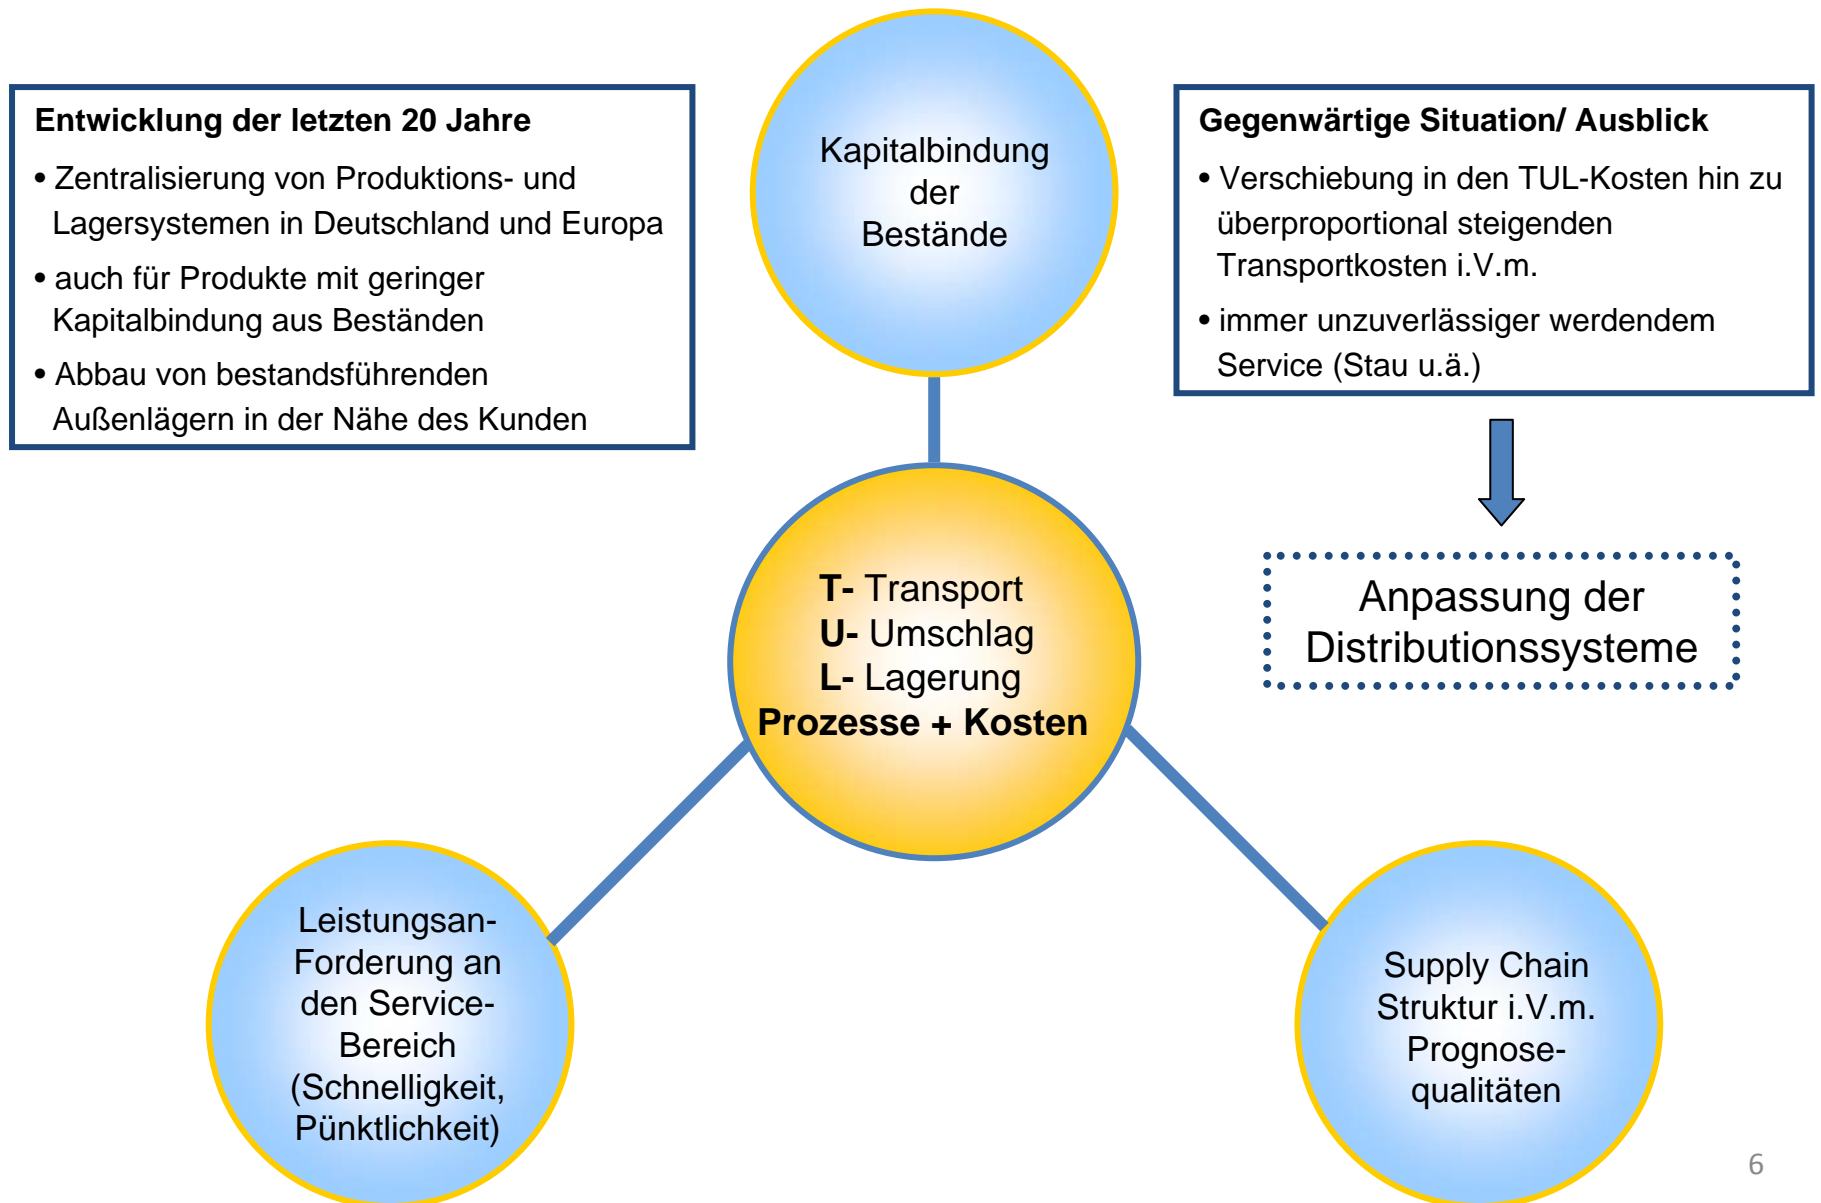 Entwicklung der letzten 20 Jahre
• Zentralisierung von Produktions- und
Lagersystemen in Deutschland und Europa
• auch für Produkte mit geringer
Kapitalbindung aus Beständen
• Abbau von bestandsführenden
Außenlägern in der Nähe des Kunden
Kapitalbindung
der
Bestände
Gegenwärtige Situation/ Ausblick
• Verschiebung in den TUL-Kosten hin zu
überproportional steigenden
Transportkosten i.V.m.
• immer unzuverlässiger werdendem
Service (Stau u.ä.)
Anpassung der
Distributionssysteme
T- Transport
U- Umschlag
L- Lagerung
Prozesse + Kosten
Leistungsan-
Forderung an
den Service-
Bereich
(Schnelligkeit,
Pünktlichkeit)
Supply Chain
Struktur i.V.m.
Prognose-
qualitäten
6